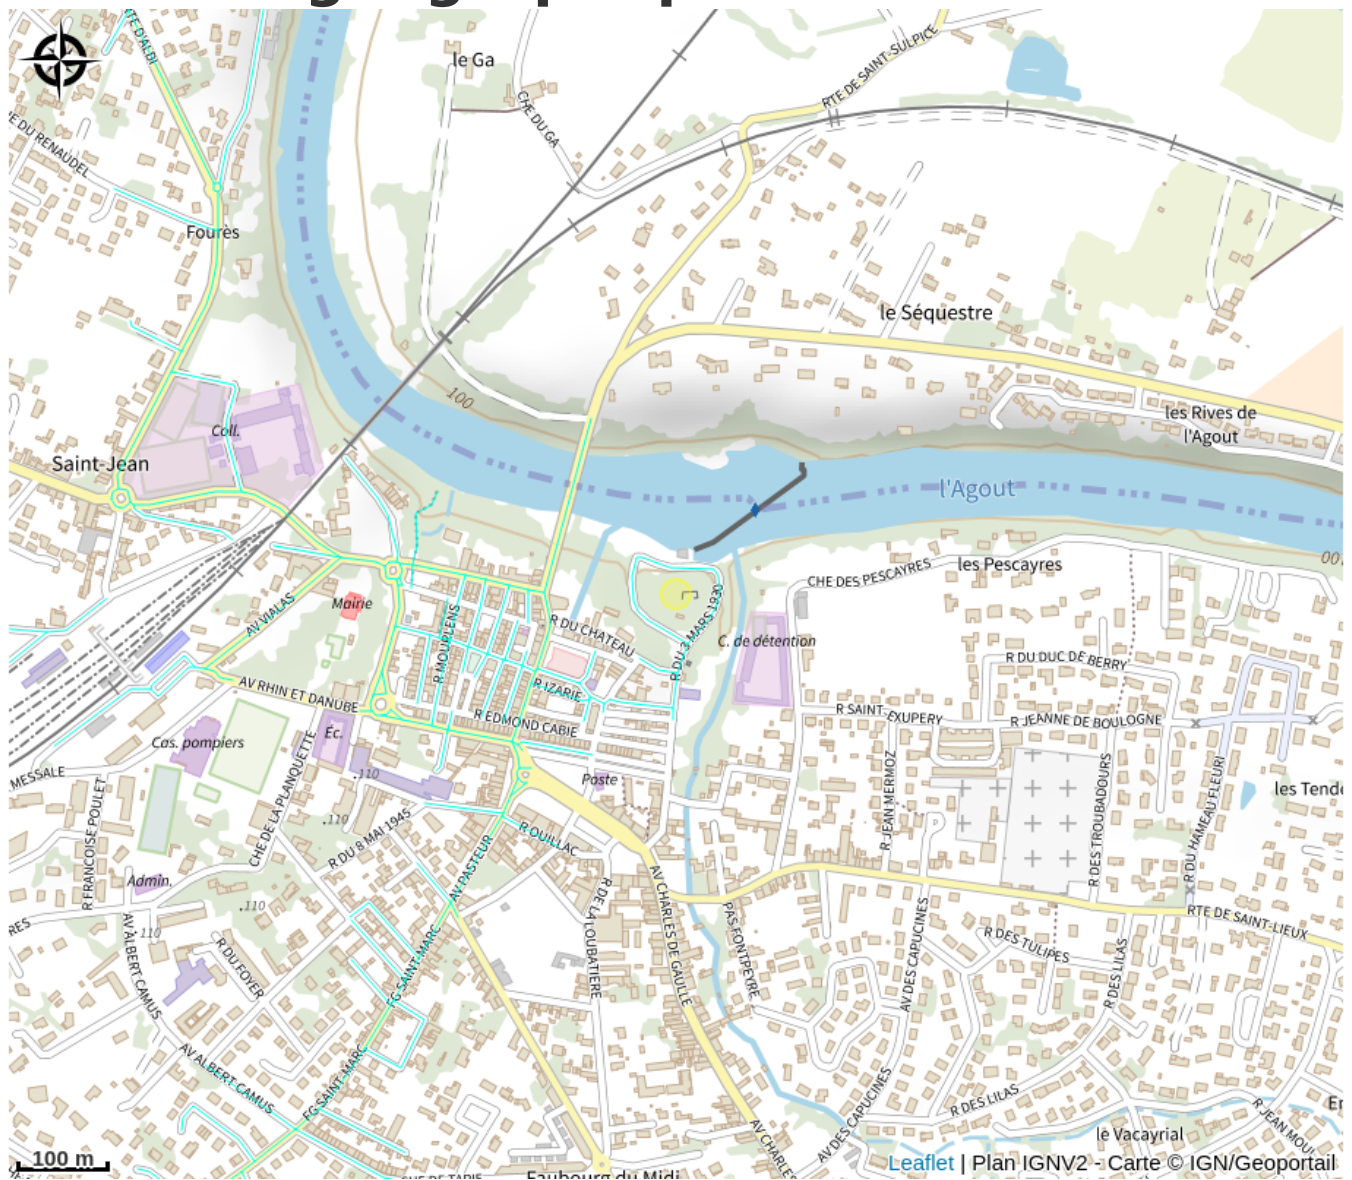 le Ga
RTE DE SAINT-SULPICE
CHE DU GA
Fourès
le Séquestre
100
les Rives de
l'Agout
Coll.
Saint-Jean
l'Agout
les Pescayres
CHE DES PESCAYRES
Mairie
AV VIALAS
R MOUPLENS
R DU CHATEAU
R DU 3 MARS 1930
C. de détention
R DU DUC DE BERRY
R IZARIE
AV RHIN ET DANUBE
R EDMOND CABIE
R SAINT-EXUPERY
R JEANNE DE BOULOGNE
Cas. pompiers
Éc.
MESSALE
Poste
.110
R FRANCOISE POULET
CHE DE LA PLANQUETTE
R JEAN MERMOZ
R DES TROUBADOURS
R DU HAMEAU FLEURI
les Tend
.110
R DU 8 MAI 1945
R OUILLAC
AV PASTEUR
Admin.
.110
AV CHARLES DE GAULLE
R DE LA LOUBATIERE
PAS FONTPEYRE
AV DES CAPUCINES
RTE DE SAINT-LIEUX
RES
110
AV ALBERT CAMUS
R DU FOYER
FG SAINT-MARC
R DES TULIPES
R DES LILAS
AV ALBERT CAMUS
FG SAINT-MARC
AV DES CAPUCINES
R DES LILAS
R JEAN MOUL
le Vacayrial
AV CHARLES
100 m
Faubourg du Midi
Leaflet | Plan IGNV2 - Carte © IGN/Geoportail